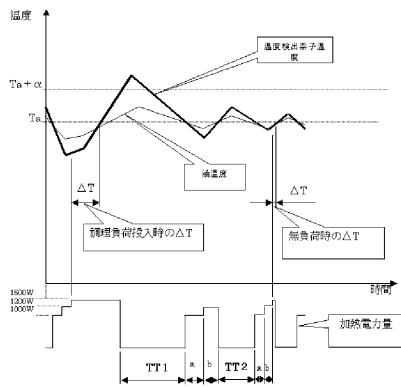 温度
温度検出素子温
度
Ta+α
Ta
油温度
ΔT
ΔT
調理負荷投入時のΔT
無負荷時のΔT
時間
1500W
1200W
1000W
加熱電力量
TT1
a
b
TT2
a
b